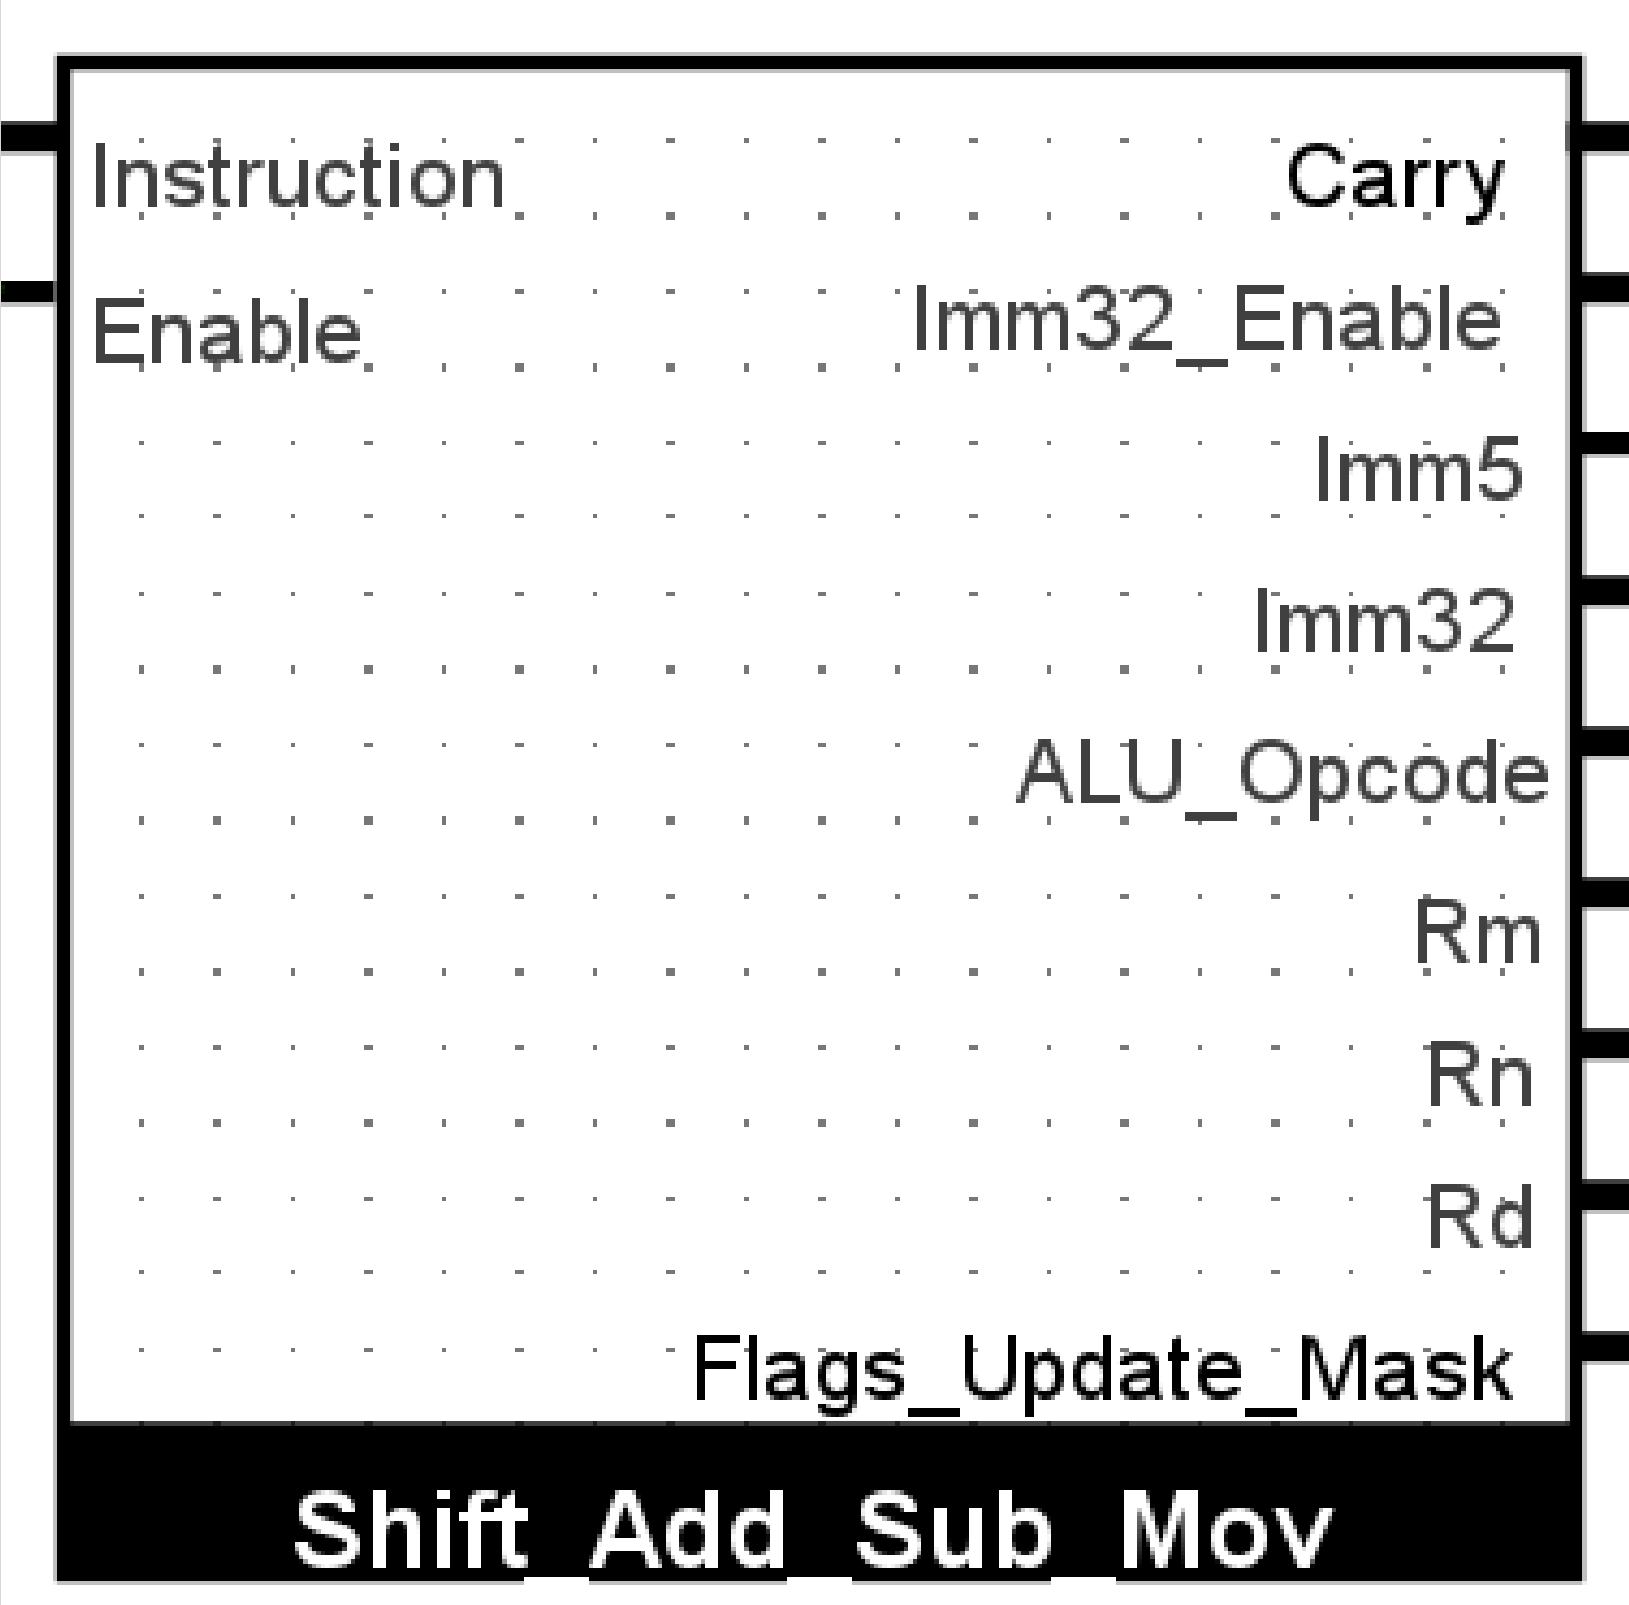 Instruction
Carry
Enable
Imm32_Enable
Imm5
Imm32
ALU_Opcode
Rm
Rn
Rd
Flags_Update_Mask
Shift_Add_Sub_Mov